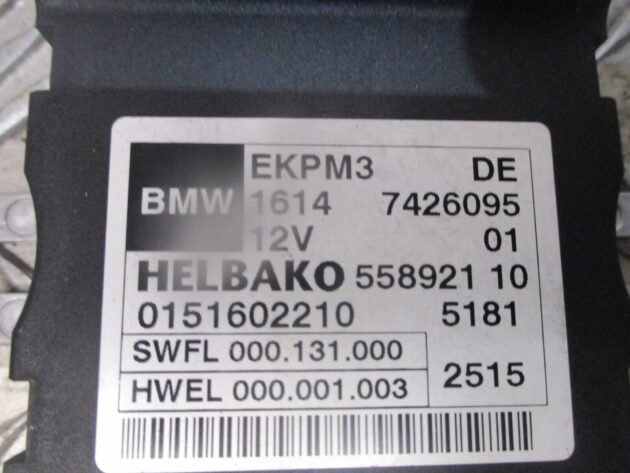 EKPM3 DE
BMW 1614 7426095
12V 01
HELBAKO 558921 10
0151602210 5181
SWFL 000.131.000
HWEL 000.001.003 2515